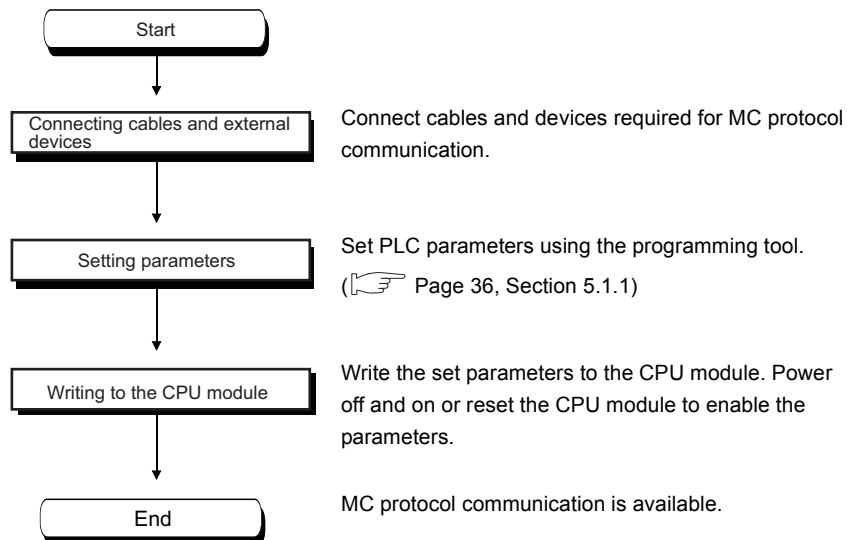 Start
Connecting cables and external
devices
Connect cables and devices required for MC protocol
communication.
Setting parameters
Set PLC parameters using the programming tool.
( Page 36, Section 5.1.1)
Writing to the CPU module
Write the set parameters to the CPU module. Power
off and on or reset the CPU module to enable the
parameters.
End
MC protocol communication is available.